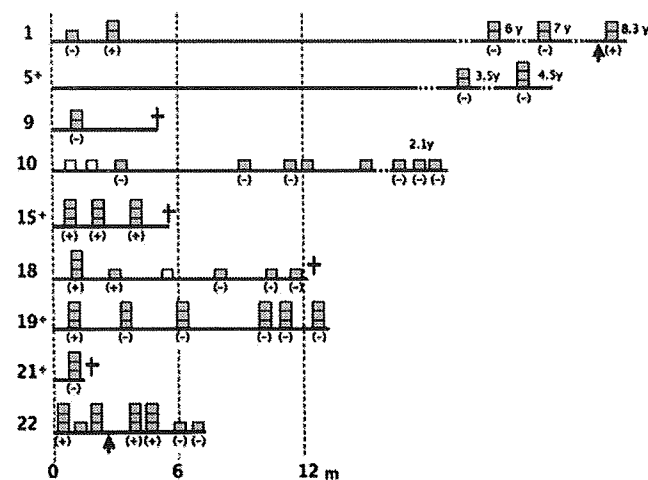 1 6 y 7 y 8.3 y
(-) (+) (-) (-) (+)
5+ 3.5y 4.5y
(-) (-)
9
(-)
10 2.1y
(-) (-) (-) (-) (-) (-)
15+
(+) (+) (+)
18
(+) (+) (-) (-) (-)
19+
(+) (-) (-) (-) (-) (-)
21+
(-)
22
(+) (+) (+) (-) (-)
0 6 12 m